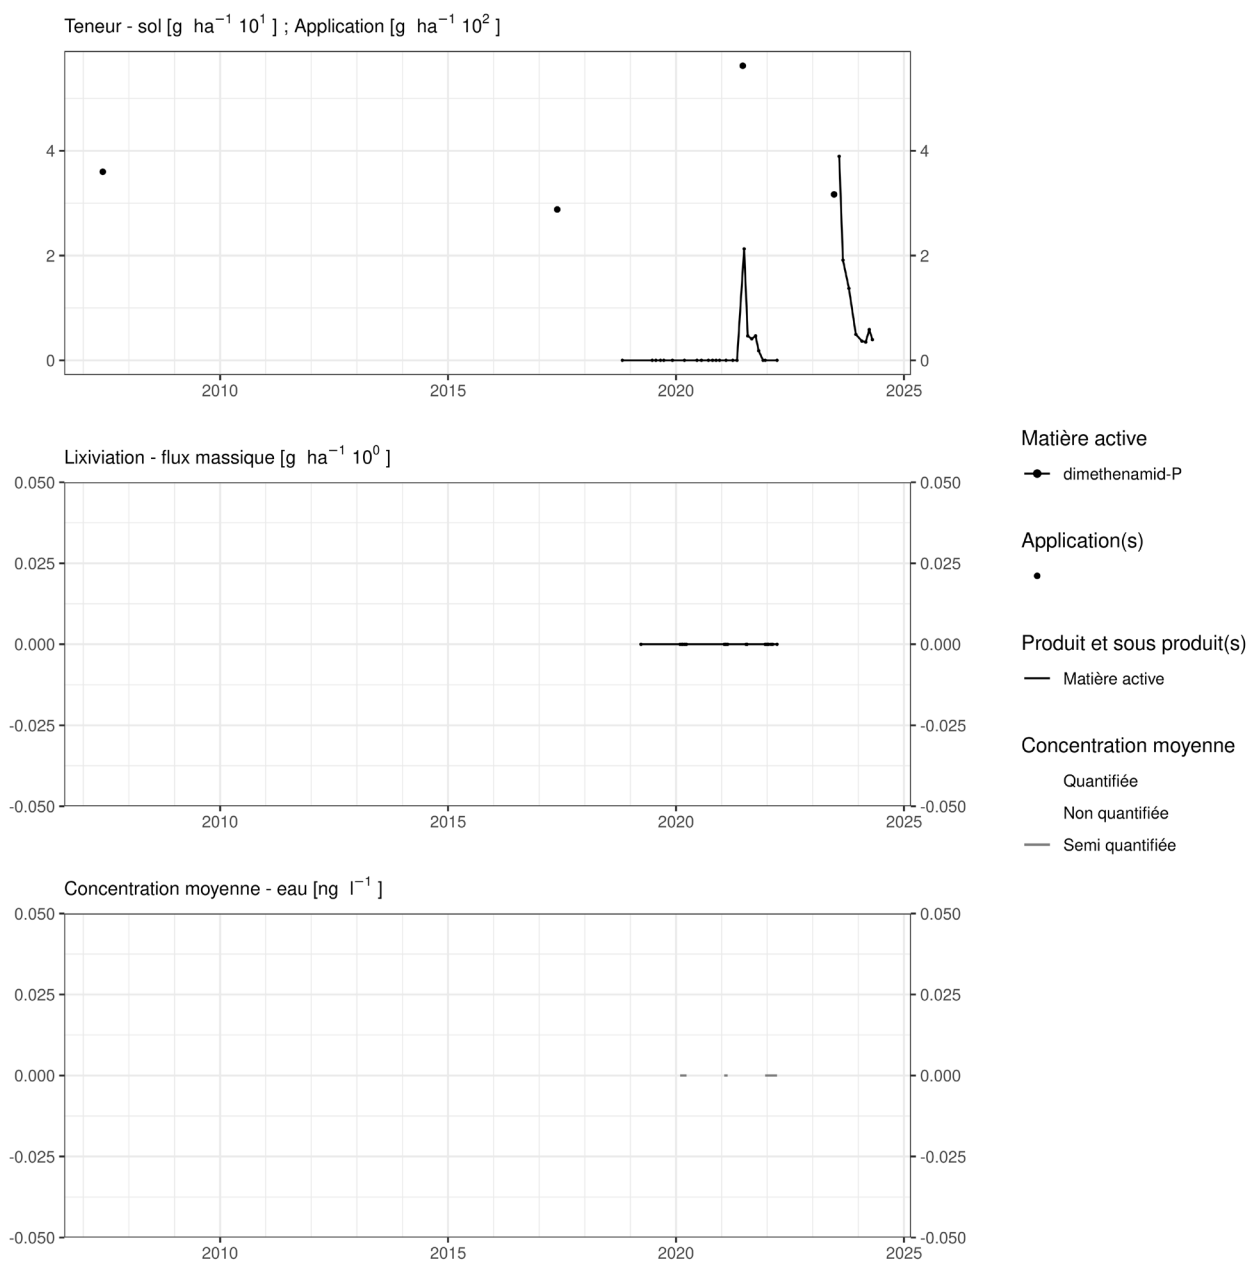 Teneur - sol [g ha−1 101 ] ; Application [g ha−1 102 ]
4 4
2 2
0 0
2010 2015 2020 2025
Lixiviation - flux massique [g ha−1 100 ]
0.050 0.050
0.025 0.025
0.000 0.000
-0.025 -0.025
-0.050 -0.050
2010 2015 2020 2025
Concentration moyenne - eau [ng l−1 ]
0.050 0.050
0.025 0.025
0.000 0.000
-0.025 -0.025
-0.050 -0.050
2010 2015 2020 2025
Matière active
dimethenamid-P
Application(s)
Produit et sous produit(s)
Matière active
Concentration moyenne
Quantifiée
Non quantifiée
Semi quantifiée